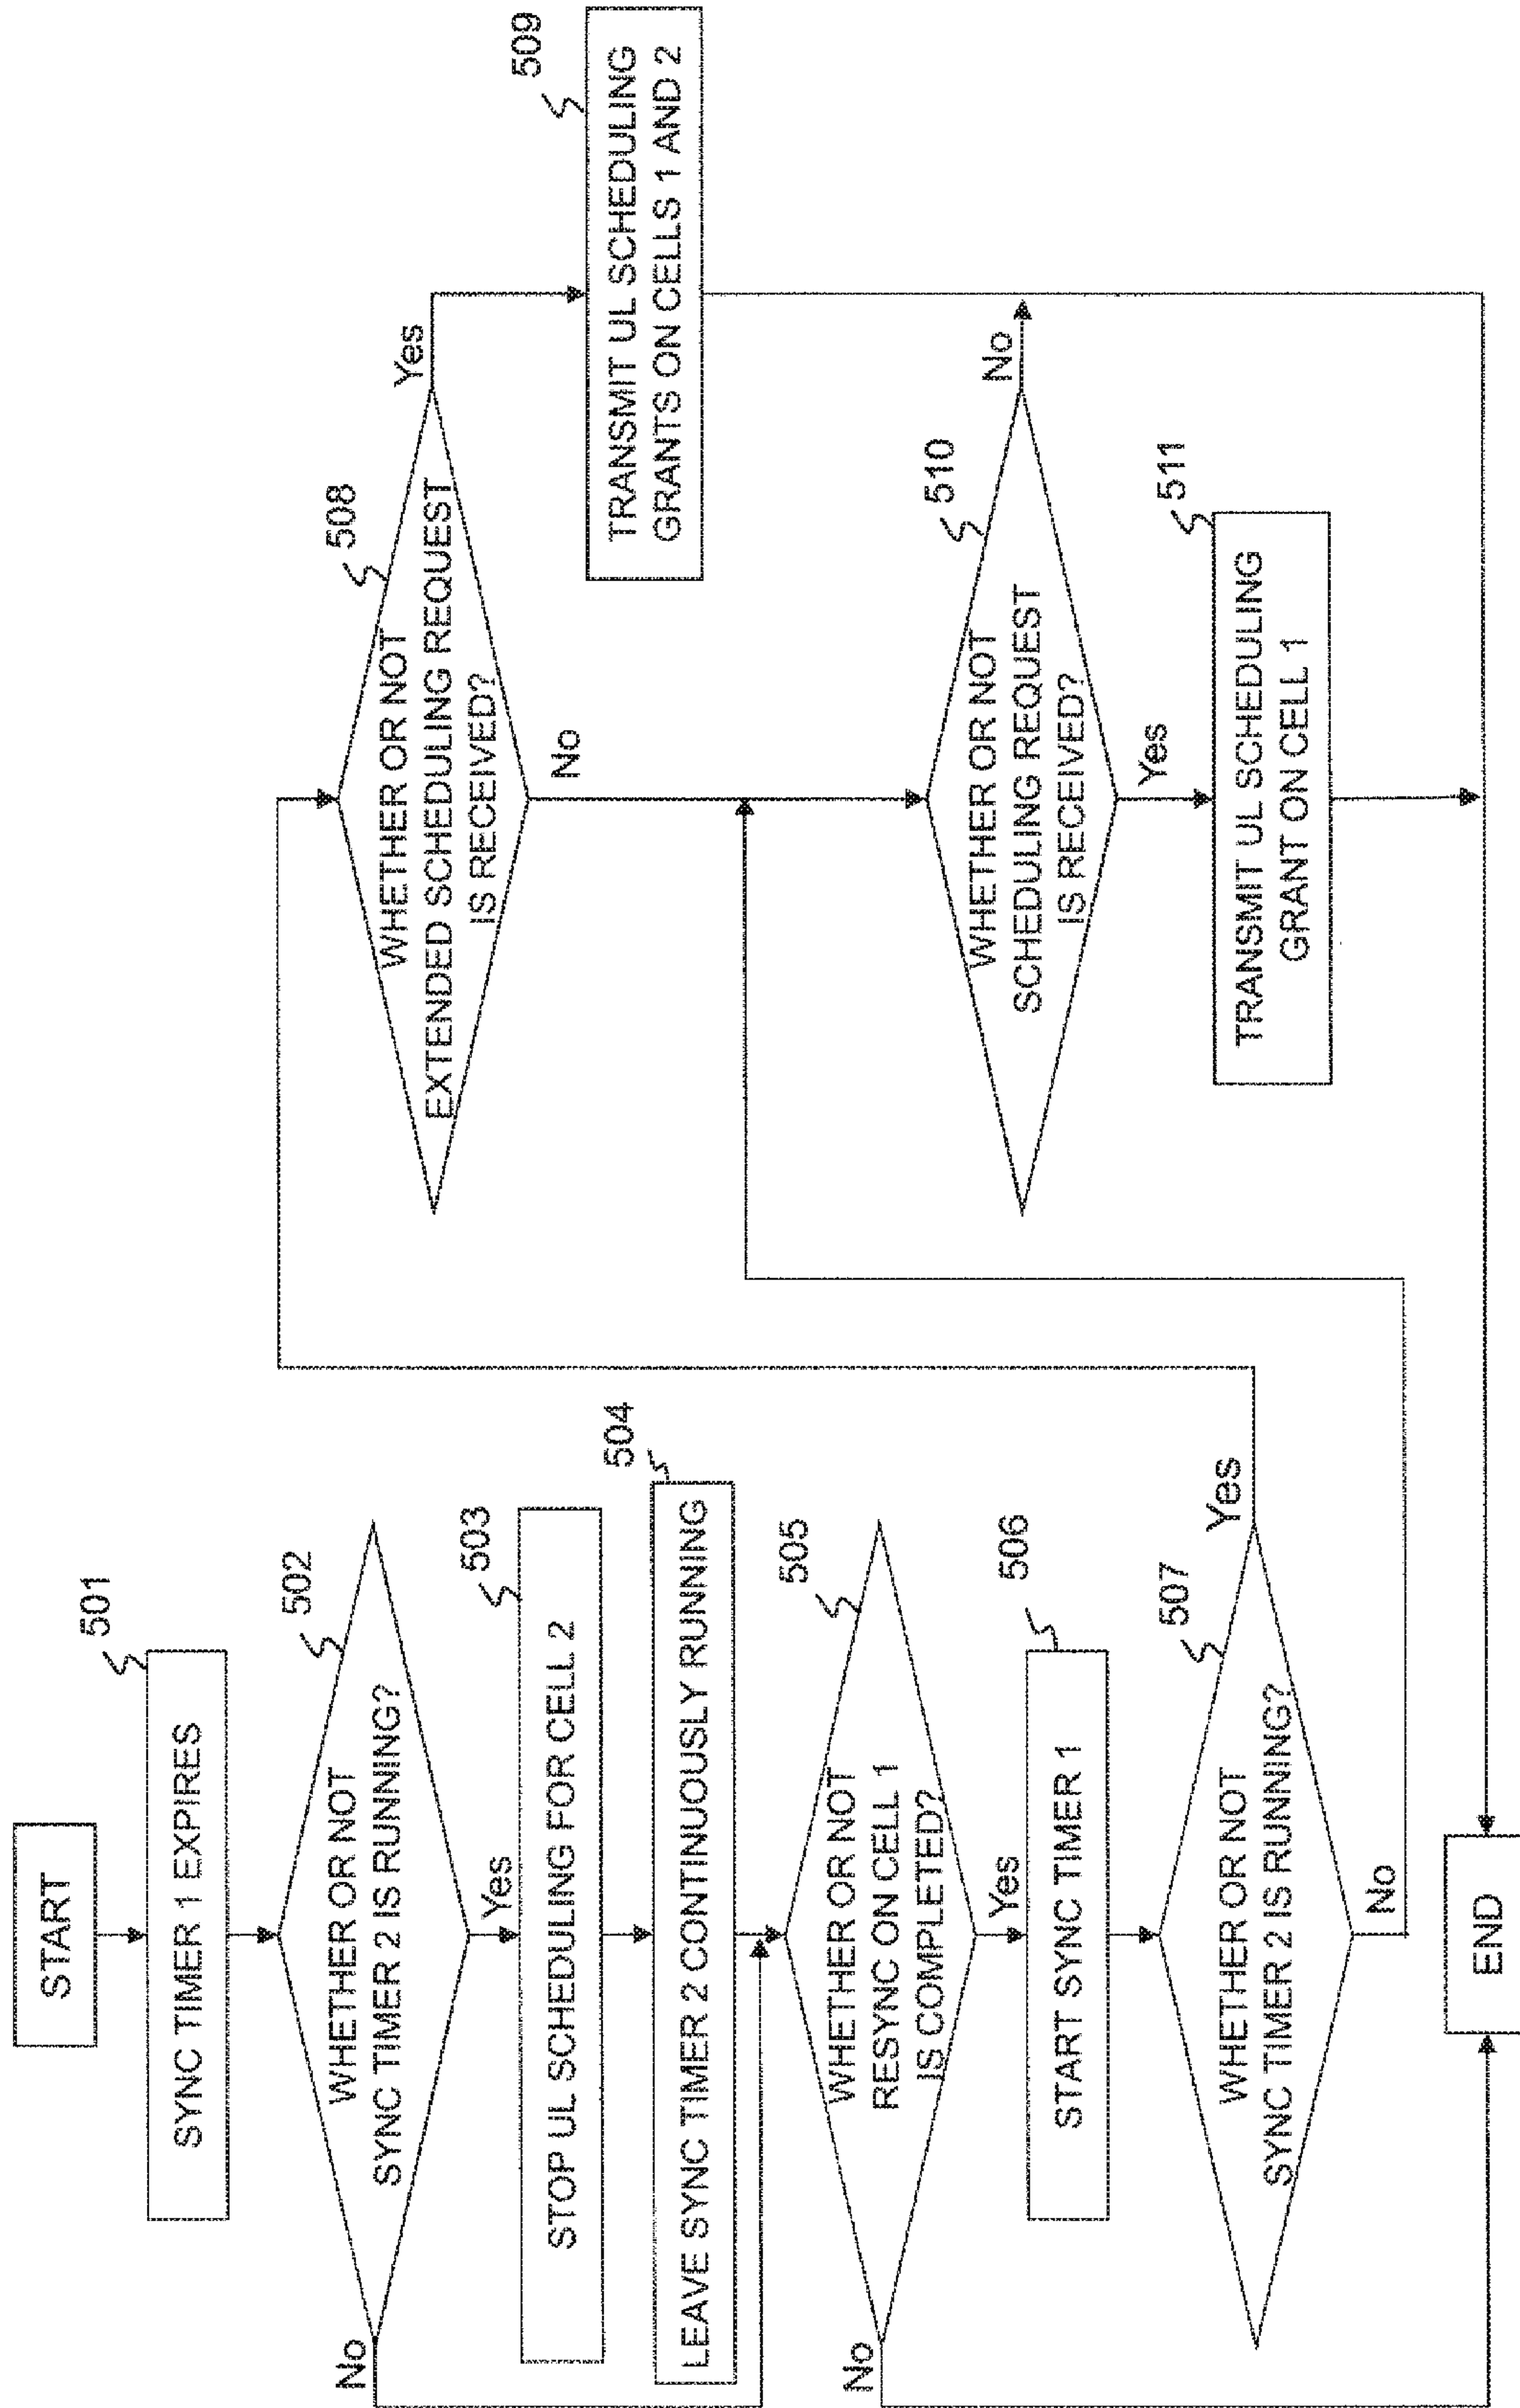 START
501
SYNC TIMER 1 EXPIRES
502
WHETHER OR NOT
SYNC TIMER 2 IS RUNNING?
No
Yes
503
STOP UL SCHEDULING FOR CELL 2
504
LEAVE SYNC TIMER 2 CONTINUOUSLY RUNNING
505
WHETHER OR NOT
RESYNC ON CELL 1
IS COMPLETED?
No
Yes
506
START SYNC TIMER 1
507
WHETHER OR NOT
SYNC TIMER 2 IS RUNNING?
Yes
No
508
WHETHER OR NOT
EXTENDED SCHEDULING REQUEST
IS RECEIVED?
Yes
No
509
TRANSMIT UL SCHEDULING
GRANTS ON CELLS 1 AND 2
510
WHETHER OR NOT
SCHEDULING REQUEST
IS RECEIVED?
No
Yes
511
TRANSMIT UL SCHEDULING
GRANT ON CELL 1
END